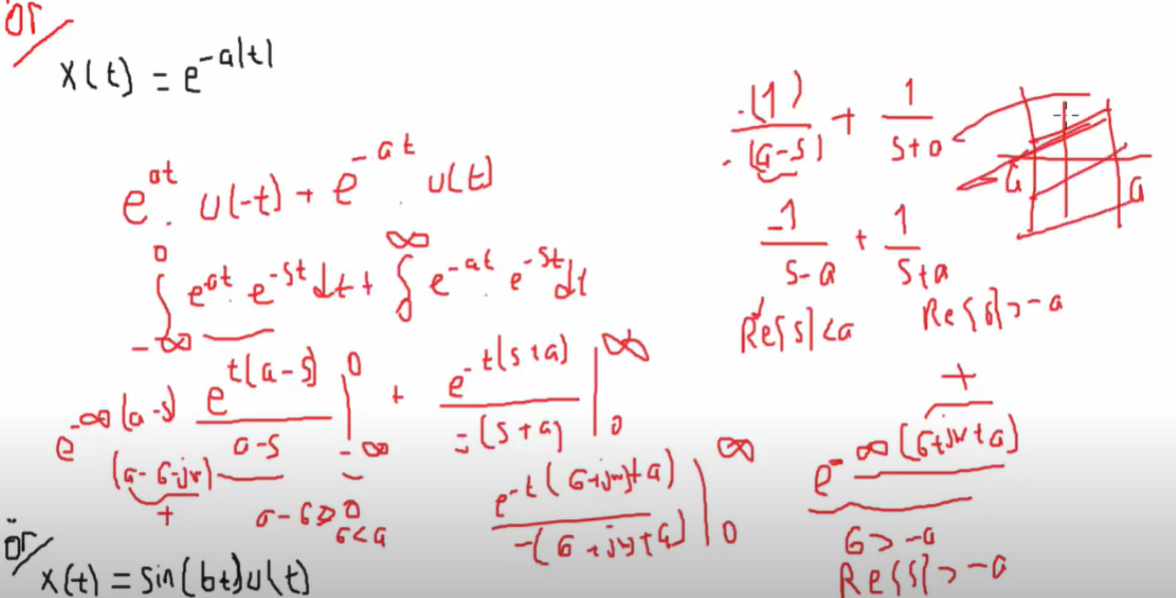 ör/
x(t) = e^{-a|t|}
e^{at} . u(-t) + e^{-at} . u(t)
∫_{-∞}^{0} e^{at} . e^{-st} dt + ∫_{0}^{∞} e^{-at} . e^{-st} dt
e^{-∞(a-s)} e^{t(a-s)}/(a-s) |_{-∞}^{0} + e^{-t(s+a)}/-(s+a) |_{0}^{∞}
(a-σ-jw)
+
a-σ>0
σ<a
e^{-t(σ+jw+a)}/-(σ+jw+a) |_{0}^{∞}
-(1)/-(a-s) + 1/(s+a)
-1/(s-a) + 1/(s+a)
Re{s}<a Re{s}>-a
-a a
+
e^{-∞(σ+jw+a)}
σ>-a
Re{s}>-a
ör/
x(t) = sin(bt)u(t)